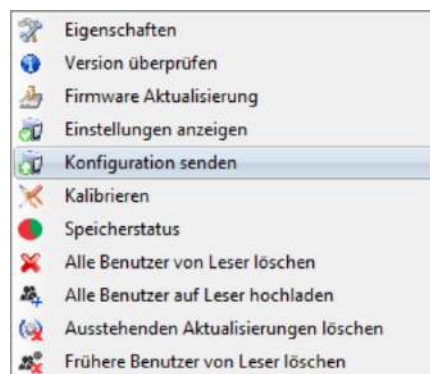 Eigenschaften
Version überprüfen
Firmware Aktualisierung
Einstellungen anzeigen
Konfiguration senden
Kalibrieren
Speicherstatus
Alle Benutzer von Leser löschen
Alle Benutzer auf Leser hochladen
Ausstehenden Aktualisierungen löschen
Frühere Benutzer von Leser löschen